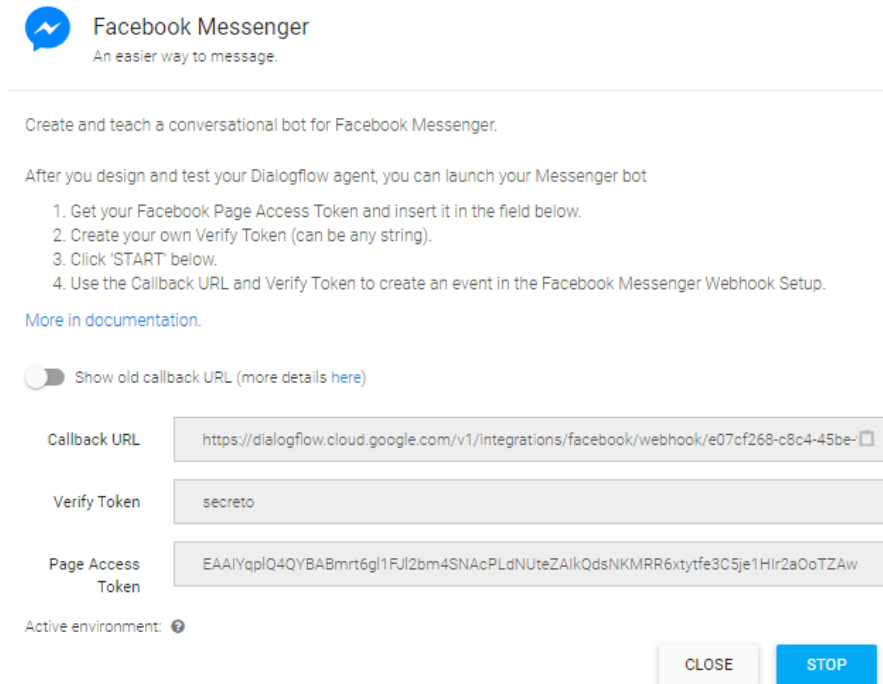 Facebook Messenger
An easier way to message.
Create and teach a conversational bot for Facebook Messenger.
After you design and test your Dialogflow agent, you can launch your Messenger bot
1. Get your Facebook Page Access Token and insert it in the field below.
2. Create your own Verify Token (can be any string).
3. Click 'START' below.
4. Use the Callback URL and Verify Token to create an event in the Facebook Messenger Webhook Setup.
More in documentation.
Show old callback URL (more details here)
Callback URL https://dialogflow.cloud.google.com/v1/integrations/facebook/webhook/e07cf268-c8c4-45be-
Verify Token secreto
Page Access EAAIYqplQ4QYBABmrt6gl1FJl2bm4SNAcPLdNUteZAIkQdsNKMRR6xtytfe3C5je1HIr2aOoTZAw
Token
Active environment:
CLOSE STOP